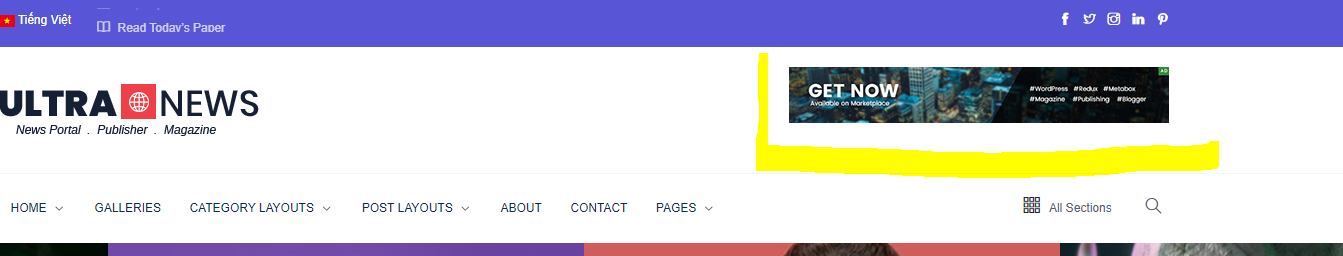 Tiếng Việt
Read Today's Paper
ULTRA NEWS
News Portal . Publisher . Magazine
AD
GET NOW
Available on Marketplace
#WordPress #Redux #Metabox
#Magazine #Publishing #Blogger
HOME GALLERIES CATEGORY LAYOUTS POST LAYOUTS ABOUT CONTACT PAGES All Sections